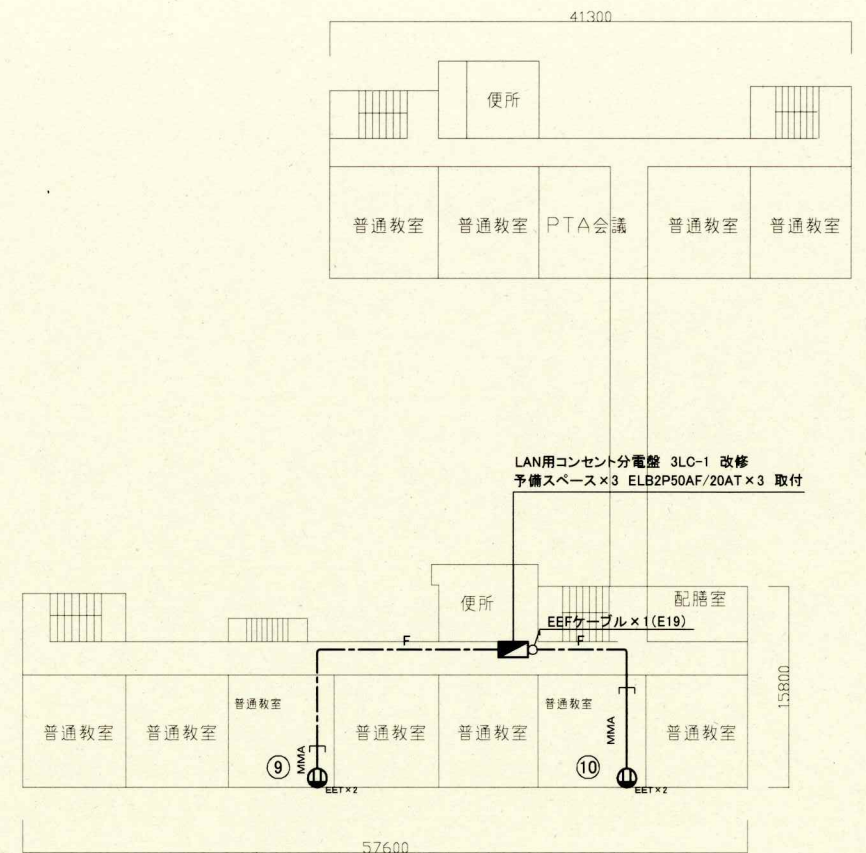 41300
便所
普通教室 普通教室 PTA会議 普通教室 普通教室
LAN用コンセント分電盤 3LC-1 改修
予備スペース×3 ELB2P50AF/20AT×3 取付
便所
配膳室
EEFケーブル×1(E19)
F
F
15800
普通教室
普通教室
普通教室 普通教室 普通教室 普通教室 普通教室
MMA
MMA
⑨
⑩
EET×2
EET×2
57600